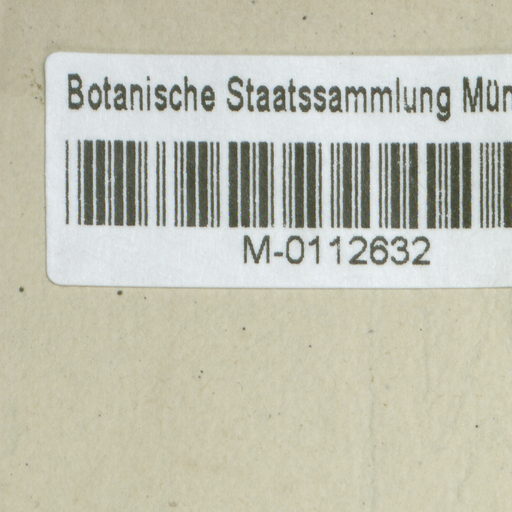 Botanische Staatssammlung Mün
M-0112632